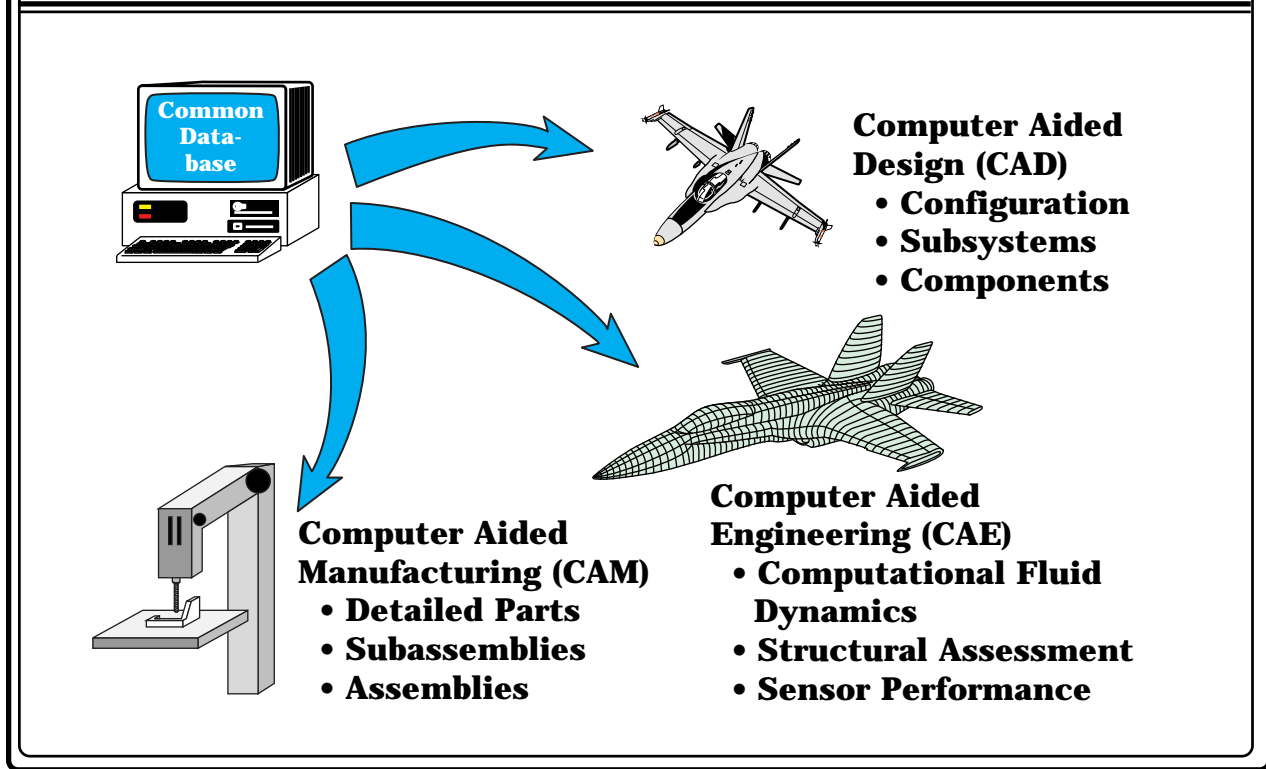 Common
Data-
base
Computer Aided
Design (CAD)
• Configuration
• Subsystems
• Components
Computer Aided
Manufacturing (CAM)
• Detailed Parts
• Subassemblies
• Assemblies
Computer Aided
Engineering (CAE)
• Computational Fluid
Dynamics
• Structural Assessment
• Sensor Performance